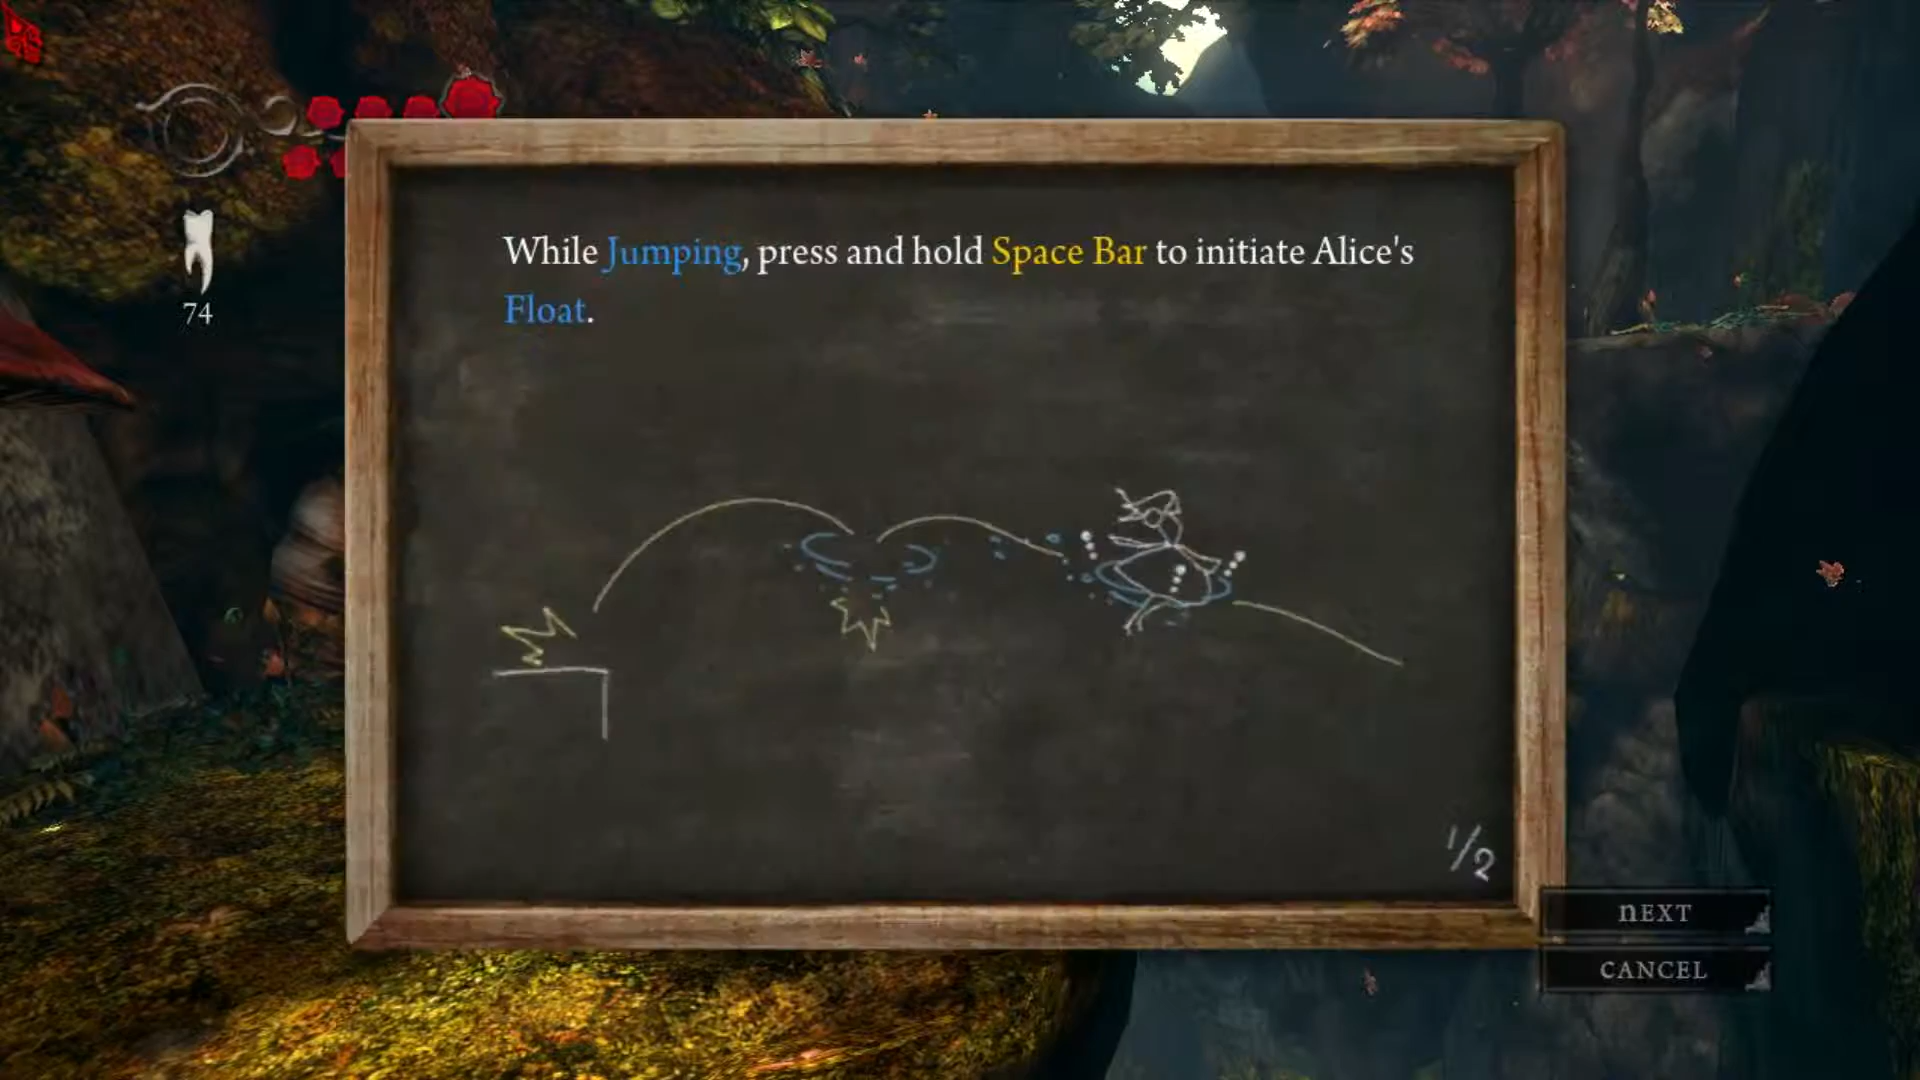 While Jumping, press and hold Space Bar to initiate Alice's
Float.
74
1/2
NEXT
CANCEL